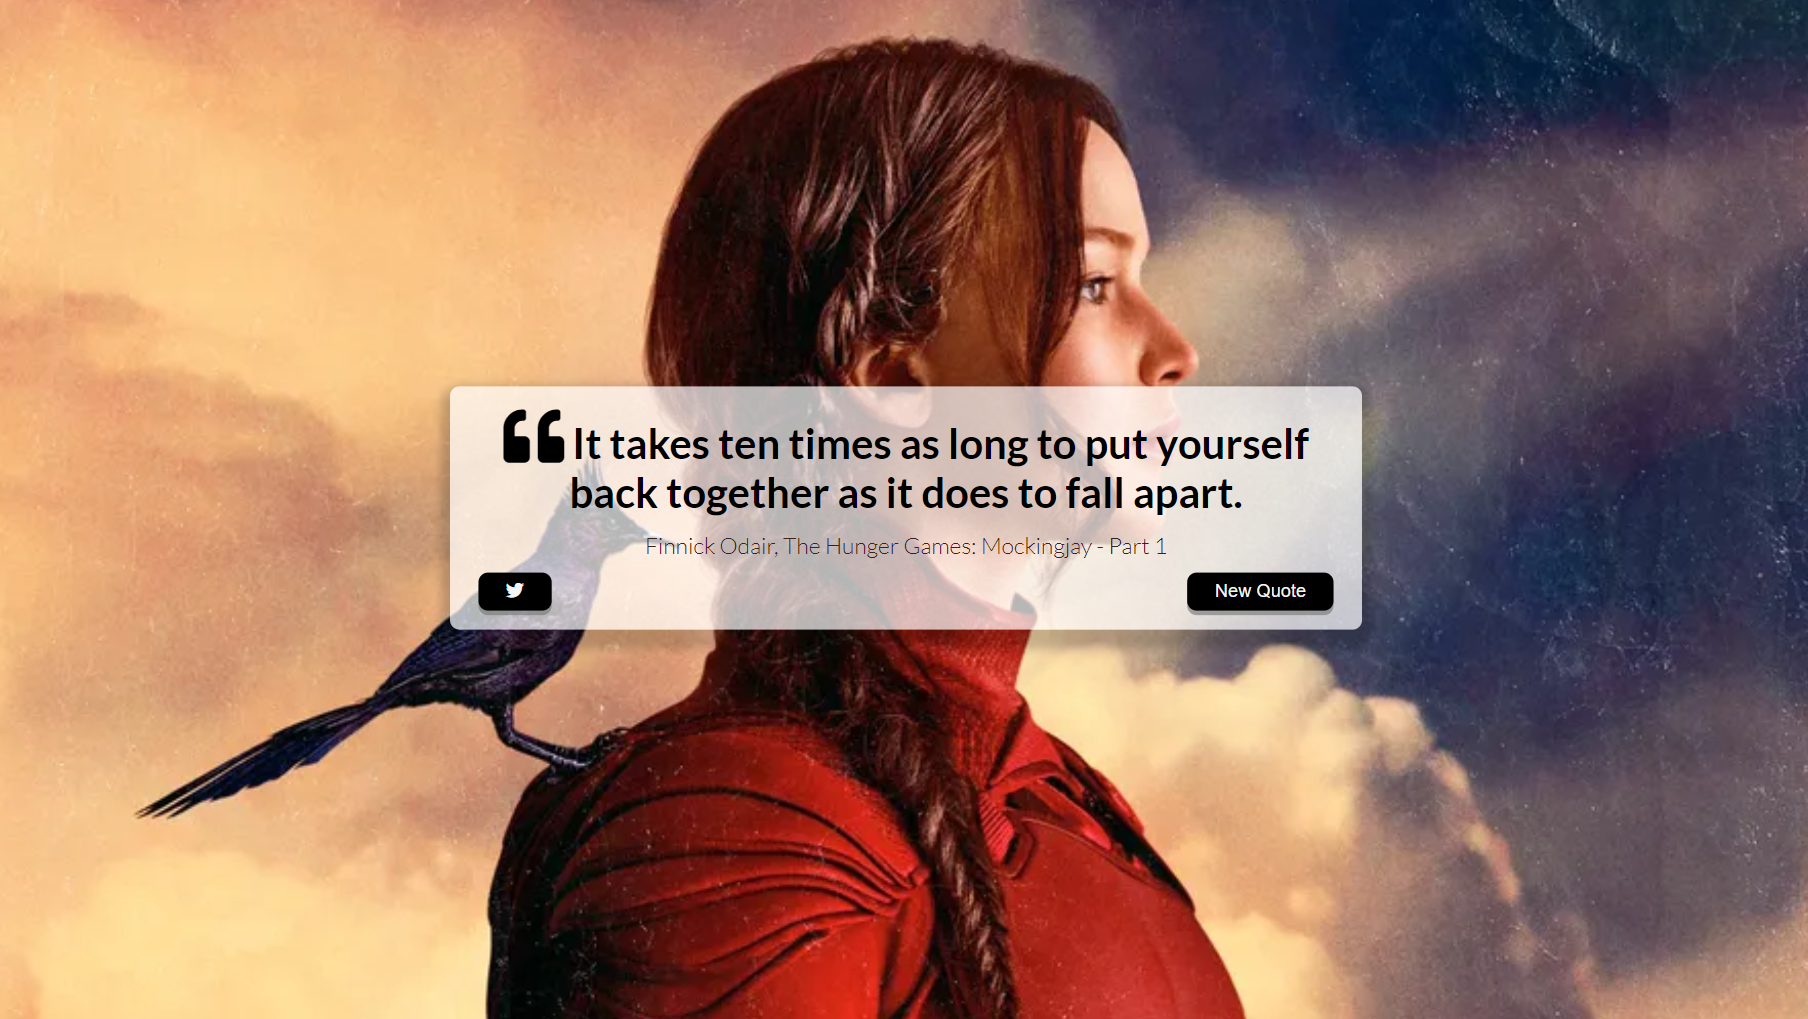 “It takes ten times as long to put yourself
back together as it does to fall apart.
Finnick Odair, The Hunger Games: Mockingjay - Part 1
New Quote